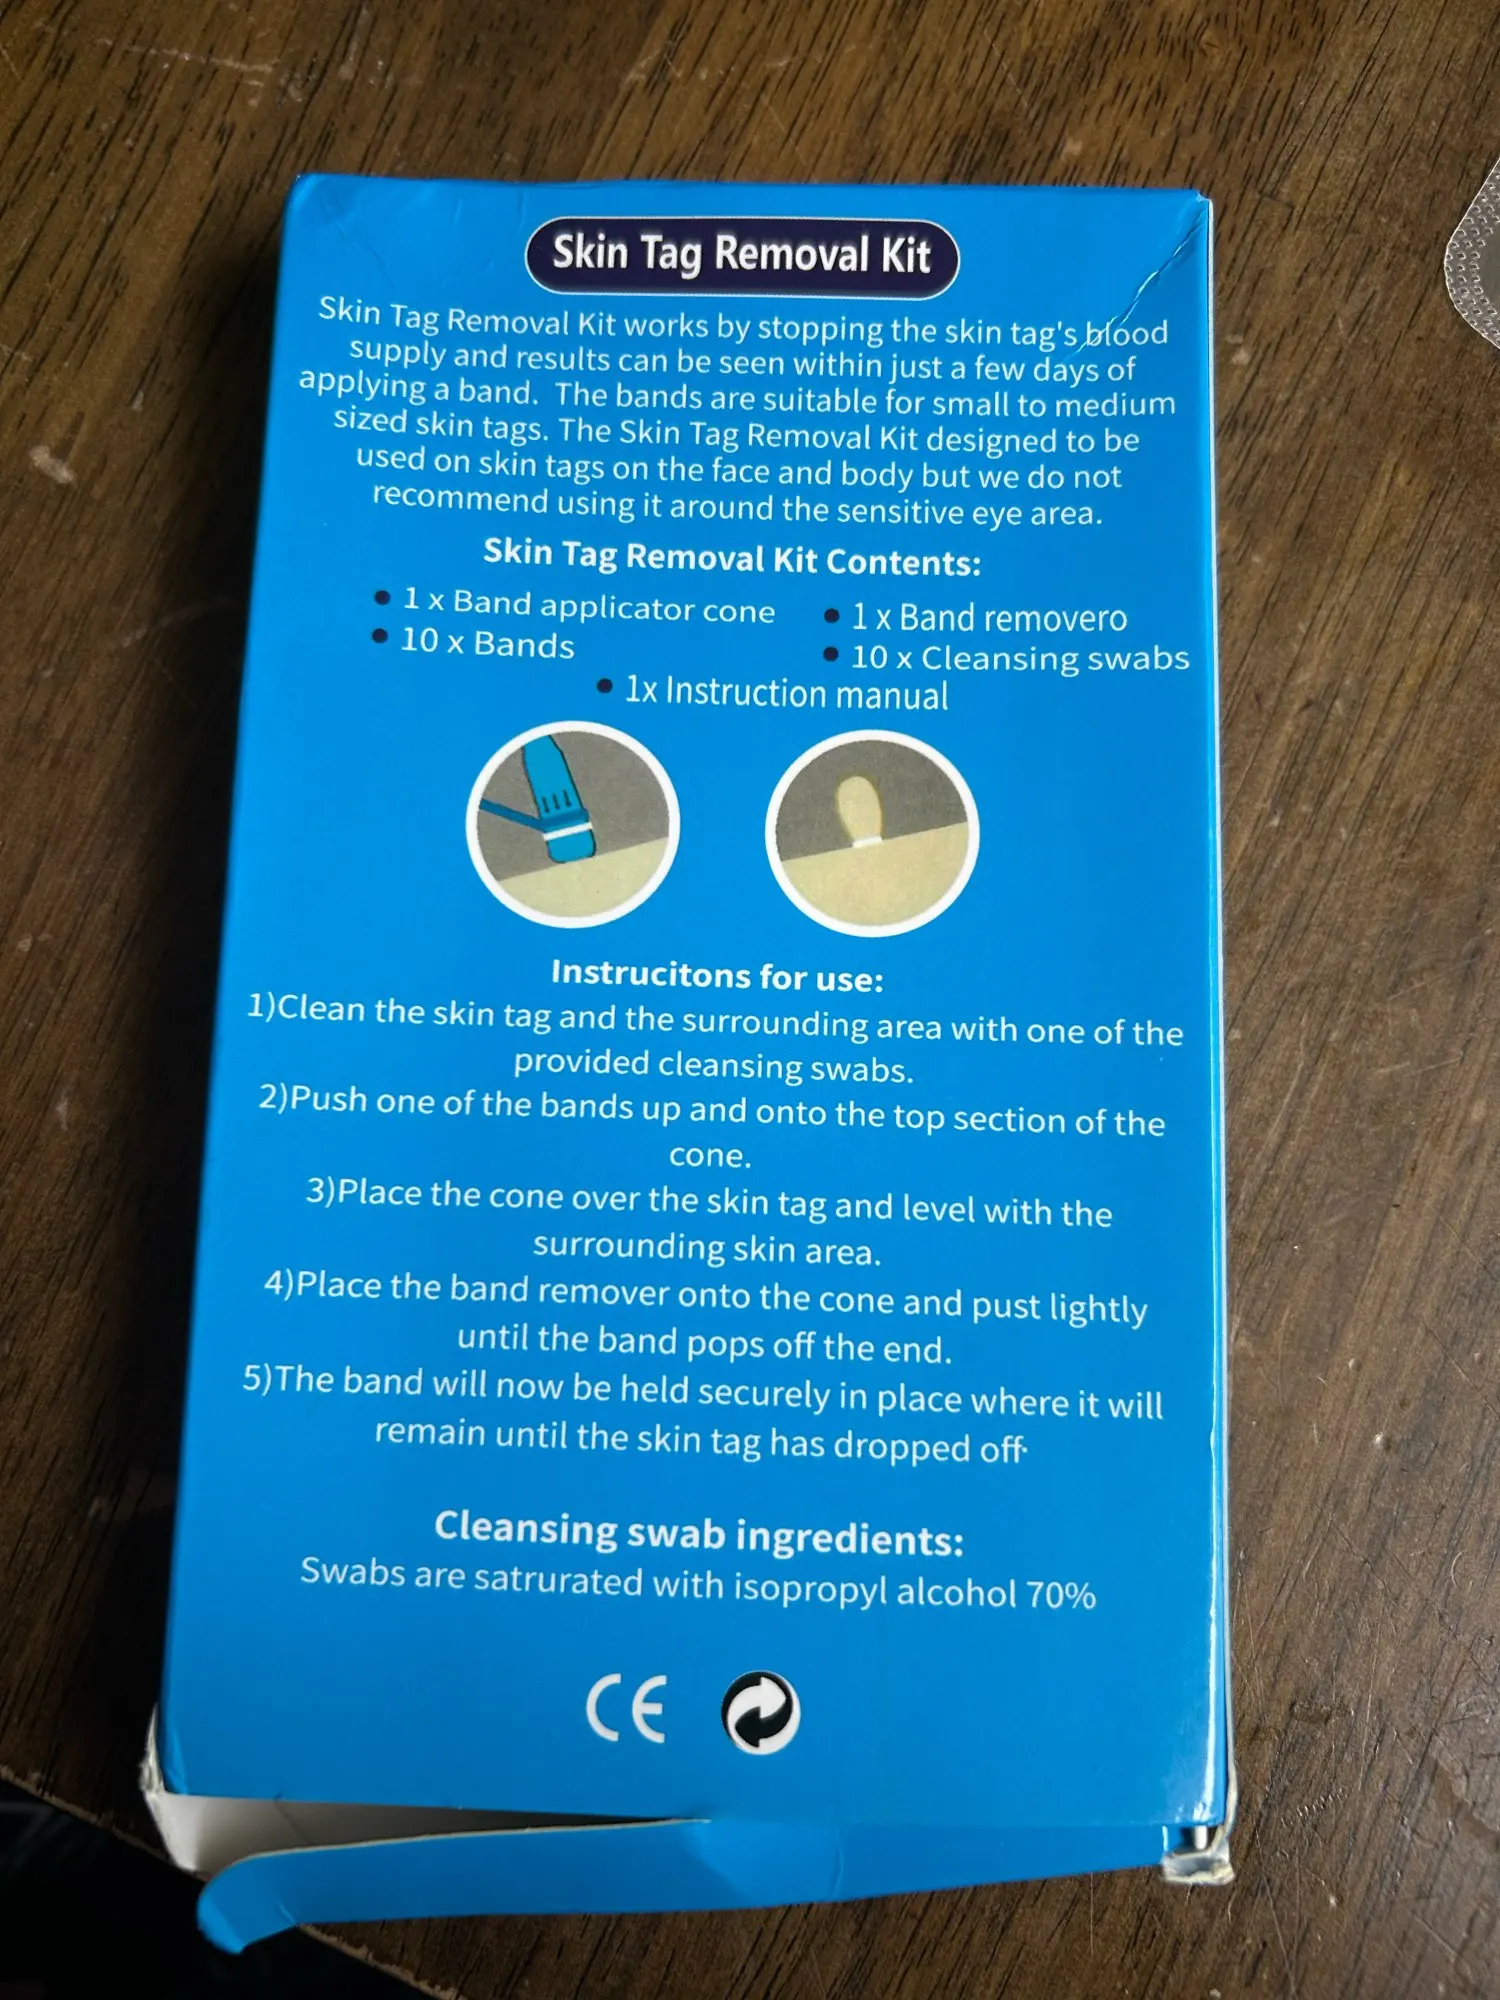 Skin Tag Removal Kit
Skin Tag Removal Kit works by stopping the skin tag's blood
supply and results can be seen within just a few days of
applying a band. The bands are suitable for small to medium
sized skin tags. The Skin Tag Removal Kit designed to be
used on skin tags on the face and body but we do not
recommend using it around the sensitive eye area.
Skin Tag Removal Kit Contents:
• 1 x Band applicator cone
• 10 x Bands
• 1 x Band removero
• 10 x Cleansing swabs
• 1x Instruction manual
Instrucitons for use:
1)Clean the skin tag and the surrounding area with one of the
provided cleansing swabs.
2)Push one of the bands up and onto the top section of the
cone.
3)Place the cone over the skin tag and level with the
surrounding skin area.
4)Place the band remover onto the cone and pust lightly
until the band pops off the end.
5)The band will now be held securely in place where it will
remain until the skin tag has dropped off.
Cleansing swab ingredients:
Swabs are satrurated with isopropyl alcohol 70%
CE